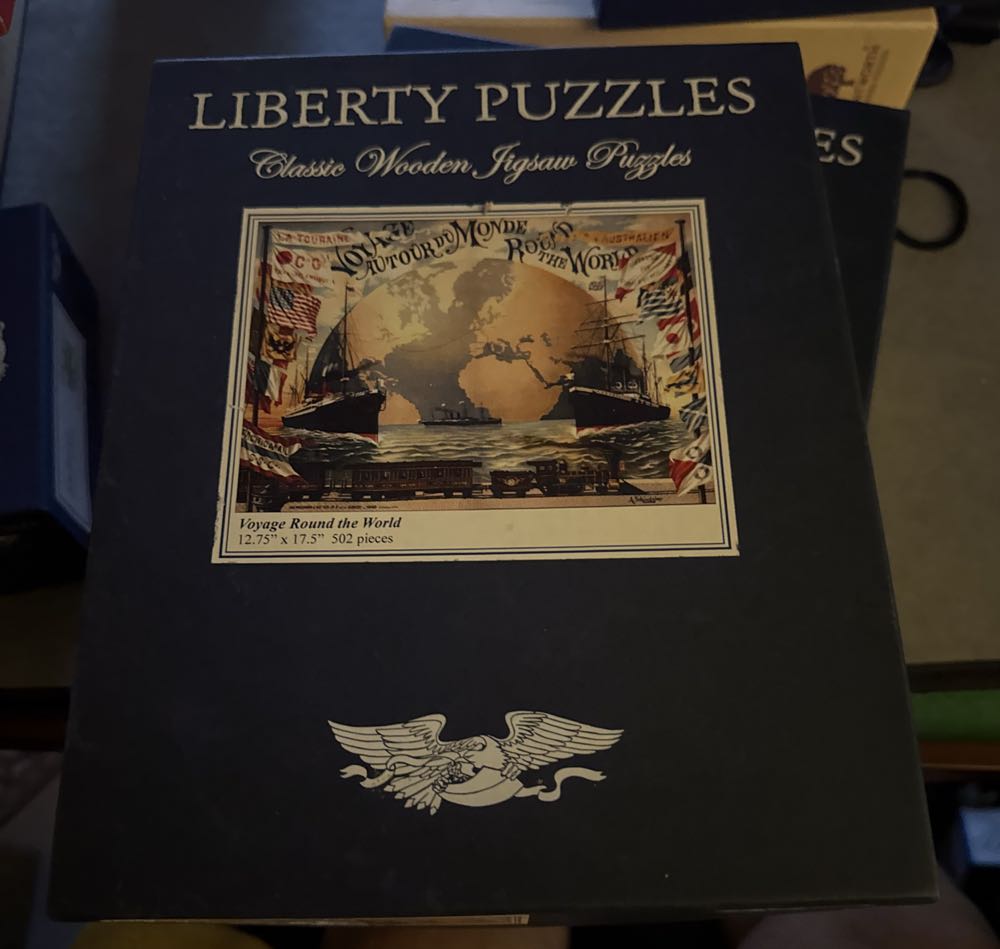 LIBERTY PUZZLES
Classic Wooden Jigsaw Puzzles
ES
LA TOURAINE
VOYAGE
AUTOUR DU MONDE
ROUND
THE WORLD
AUSTRALIEN
Voyage Round the World
12.75" x 17.5" 502 pieces